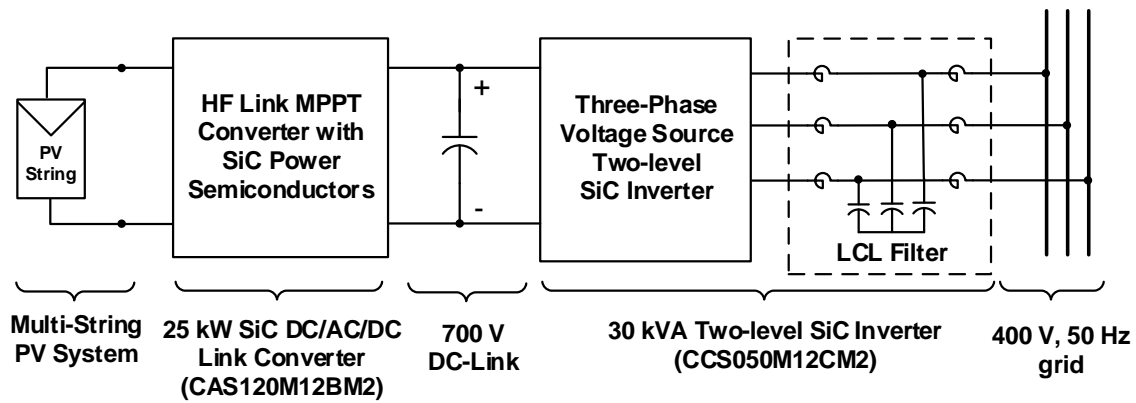 PV
String
HF Link MPPT
Converter with
SiC Power
Semiconductors
+
-
Three-Phase
Voltage Source
Two-level
SiC Inverter
LCL Filter
Multi-String
PV System
25 kW SiC DC/AC/DC
Link Converter
(CAS120M12BM2)
700 V
DC-Link
30 kVA Two-level SiC Inverter
(CCS050M12CM2)
400 V, 50 Hz
grid